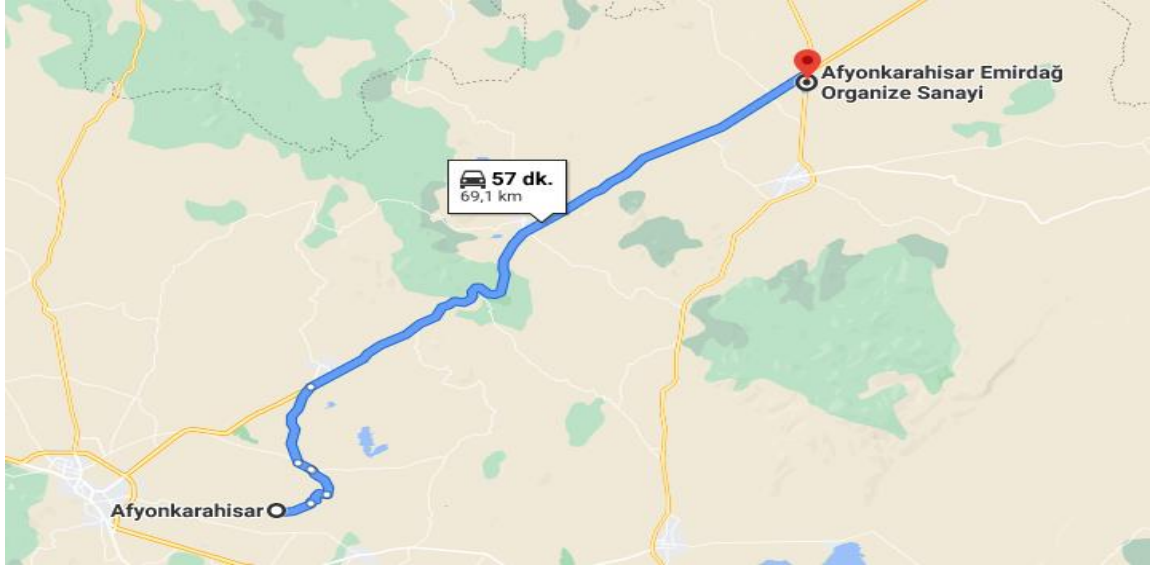 Afyonkarahisar Emirdağ
Organize Sanayi
57 dk.
69,1 km
Afyonkarahisar